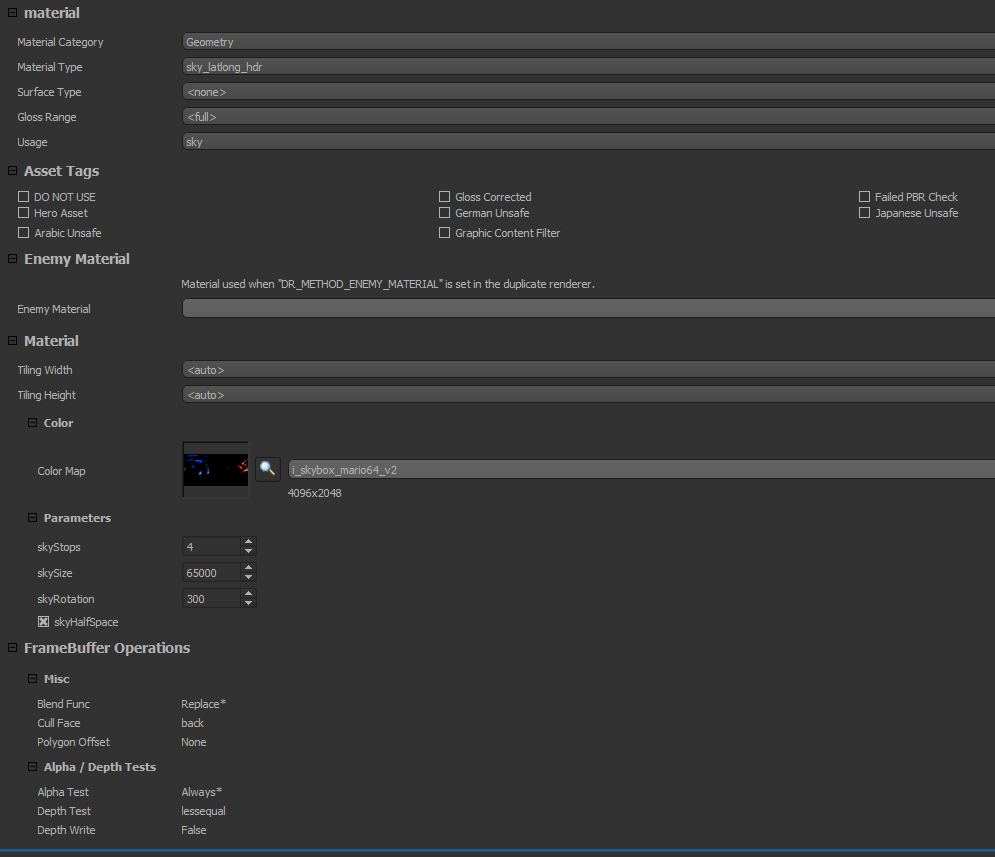 material
Material Category Geometry
Material Type sky_latlong_hdr
Surface Type <none>
Gloss Range <full>
Usage sky
Asset Tags
DO NOT USE Gloss Corrected Failed PBR Check
Hero Asset German Unsafe Japanese Unsafe
Arabic Unsafe Graphic Content Filter
Enemy Material
Material used when "DR_METHOD_ENEMY_MATERIAL" is set in the duplicate renderer.
Enemy Material
Material
Tiling Width <auto>
Tiling Height <auto>
Color
Color Map i_skybox_mario64_v2
4096x2048
Parameters
skyStops 4
skySize 65000
skyRotation 300
skyHalfSpace
FrameBuffer Operations
Misc
Blend Func Replace*
Cull Face back
Polygon Offset None
Alpha / Depth Tests
Alpha Test Always*
Depth Test lessequal
Depth Write False